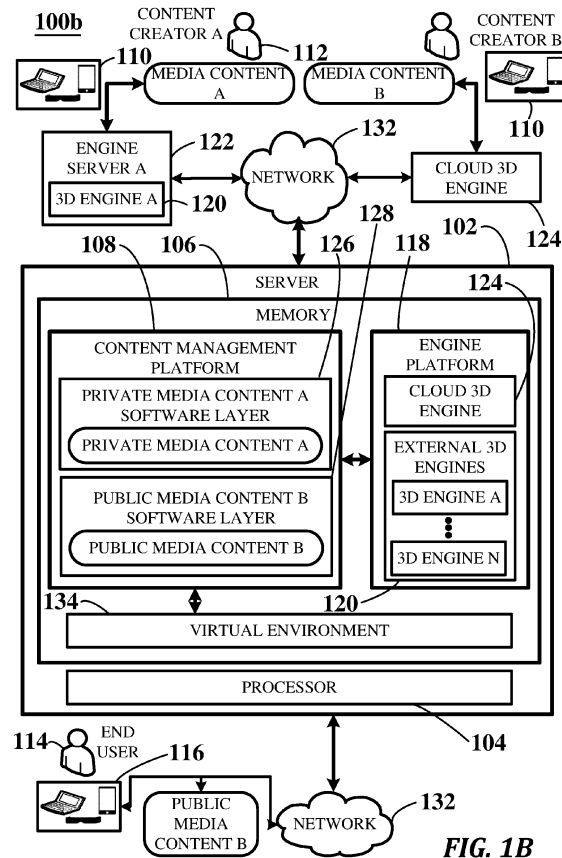 100b
CONTENT
CREATOR A
112
CONTENT
CREATOR B
110
MEDIA CONTENT
A
MEDIA CONTENT
B
110
ENGINE
SERVER A
122
3D ENGINE A
120
132
NETWORK
CLOUD 3D
ENGINE
124
108
106
126
128
118
102
124
SERVER
MEMORY
CONTENT MANAGEMENT
PLATFORM
PRIVATE MEDIA CONTENT A
SOFTWARE LAYER
PRIVATE MEDIA CONTENT A
PUBLIC MEDIA CONTENT B
SOFTWARE LAYER
PUBLIC MEDIA CONTENT B
ENGINE
PLATFORM
CLOUD 3D
ENGINE
EXTERNAL 3D
ENGINES
3D ENGINE A
3D ENGINE N
120
134
VIRTUAL ENVIRONMENT
PROCESSOR
104
114
END
USER
116
PUBLIC
MEDIA
CONTENT B
NETWORK
132
FIG. 1B